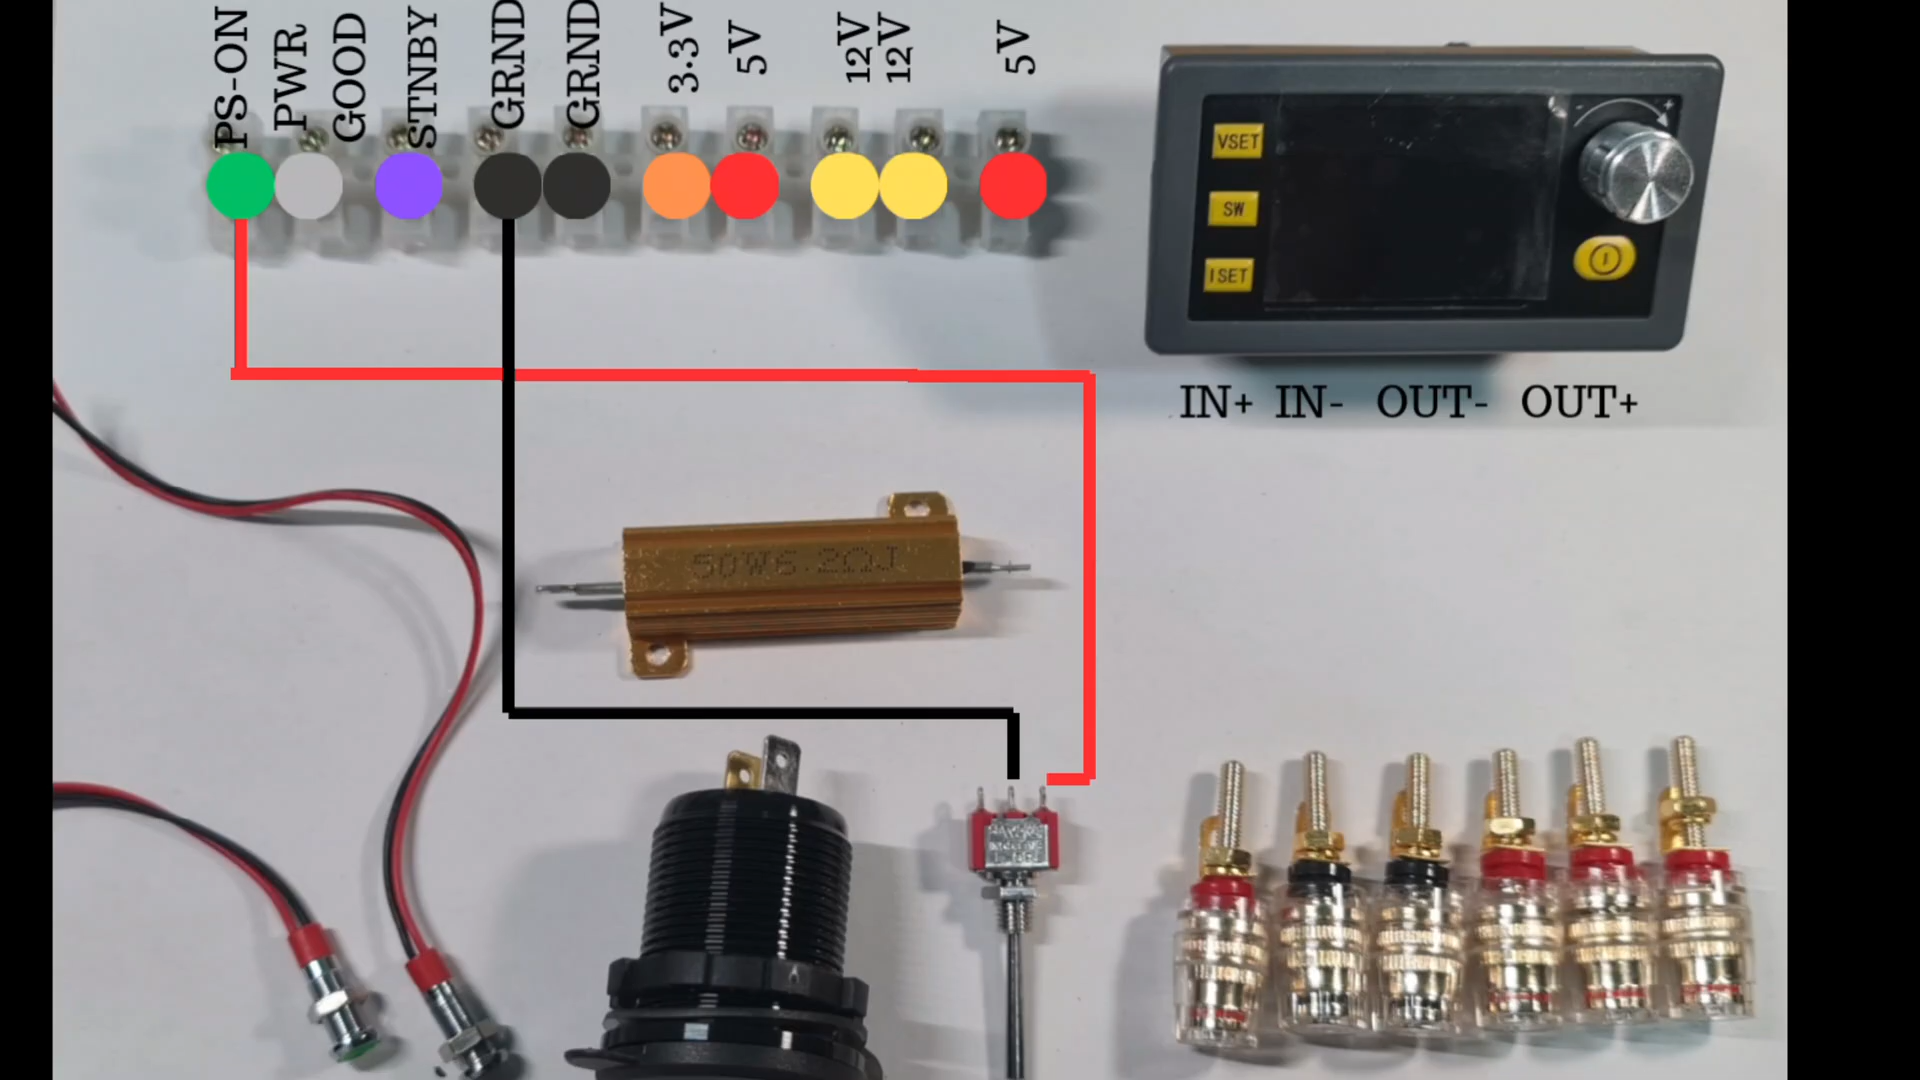 PS-ON
PWR
GOOD
STNBY
GRND
GRND
3.3V
5V
12V
12V
5V
VSET
SW
ISET
- +
IN+ IN- OUT- OUT+
50W6.2ΩJ